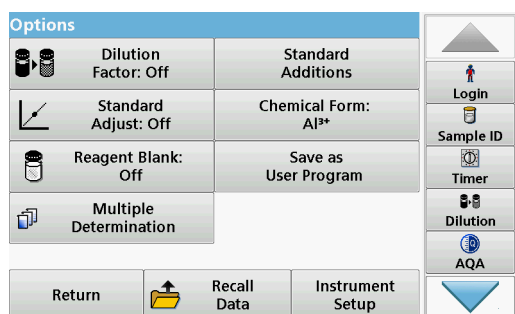 Options
Dilution
Factor: Off
Standard
Additions
Standard
Adjust: Off
Chemical Form:
Al³⁺
Reagent Blank:
Off
Save as
User Program
Multiple
Determination
Return
Recall
Data
Instrument
Setup
Login
Sample ID
Timer
Dilution
AQA